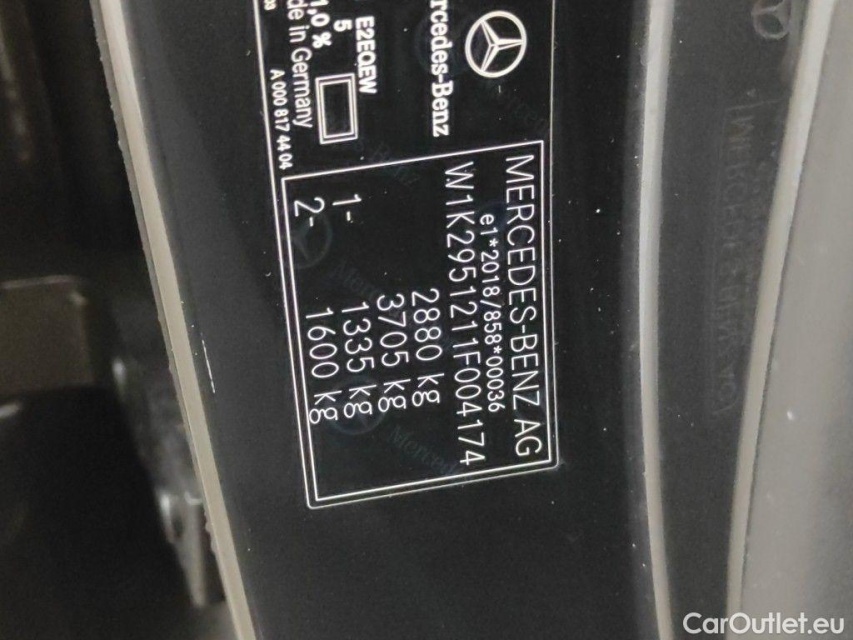 Mercedes-Benz
E2EQEW
5
1,0 %
in Germany
A 000 817 44 04
MERCEDES-BENZ AG
e1*2018/858*00036
W1K2951211F004174
2880 kg
3705 kg
1- 1335 kg
2- 1600 kg
CarOutlet.eu